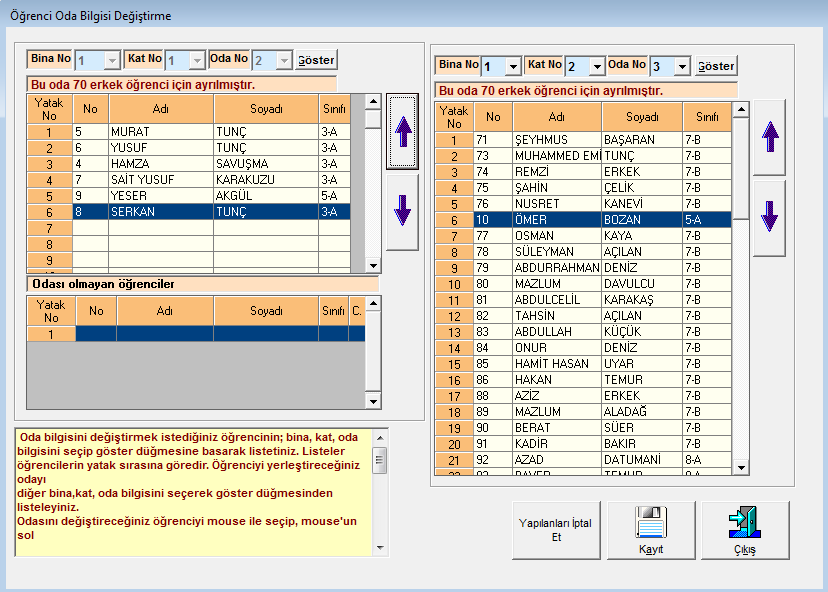 Öğrenci Oda Bilgisi Değiştirme
Bina No 1 Kat No 1 Oda No 2 Göster
Bu oda 70 erkek öğrenci için ayrılmıştır.
Yatak No No Adı Soyadı Sınıfı
1 5 MURAT TUNÇ 3-A
2 6 YUSUF TUNÇ 3-A
3 4 HAMZA SAVUŞMA 3-A
4 7 SAİT YUSUF KARAKUZU 3-A
5 9 YESER AKGÜL 5-A
6 8 SERKAN TUNÇ 3-A
7
8
9
Odası olmayan öğrenciler
Yatak No No Adı Soyadı Sınıfı C.
1
Oda bilgisini değiştirmek istediğiniz öğrencinin; bina, kat, oda
bilgisini seçip göster düğmesine basarak listetiniz. Listeler
öğrencilerin yatak sırasına göredir. Öğrenciyi yerleştireceğiniz
odayı
diğer bina,kat, oda bilgisini seçerek göster düğmesinden
listeleyiniz.
Odasını değiştireceğiniz öğrenciyi mouse ile seçip, mouse'un
sol
Bina No 1 Kat No 2 Oda No 3 Göster
Bu oda 70 erkek öğrenci için ayrılmıştır.
Yatak No No Adı Soyadı Sınıfı
1 71 ŞEYHMUS BAŞARAN 7-B
2 73 MUHAMMED EMİ TUNÇ 7-B
3 74 REMZİ ERKEK 7-B
4 75 ŞAHİN ÇELİK 7-B
5 76 NUSRET KANEVİ 7-B
6 10 ÖMER BOZAN 5-A
7 77 OSMAN KAYA 7-B
8 78 SÜLEYMAN AÇILAN 7-B
9 79 ABDURRAHMAN DENİZ 7-B
10 80 MAZLUM DAVULCU 7-B
11 81 ABDULCELİL KARAKAŞ 7-B
12 82 TAHSİN AÇILAN 7-B
13 83 ABDULLAH KÜÇÜK 7-B
14 84 ONUR DENİZ 7-B
15 85 HAMİT HASAN UYAR 7-B
16 86 HAKAN TEMUR 7-B
17 88 AZİZ ERKEK 7-B
18 89 MAZLUM ALADAĞ 7-B
19 90 BERAT SÜER 7-B
20 91 KADİR BAKIR 7-B
21 92 AZAD DATUMANİ 8-A
Yapılanları İptal
Et
Kayıt
Çıkış